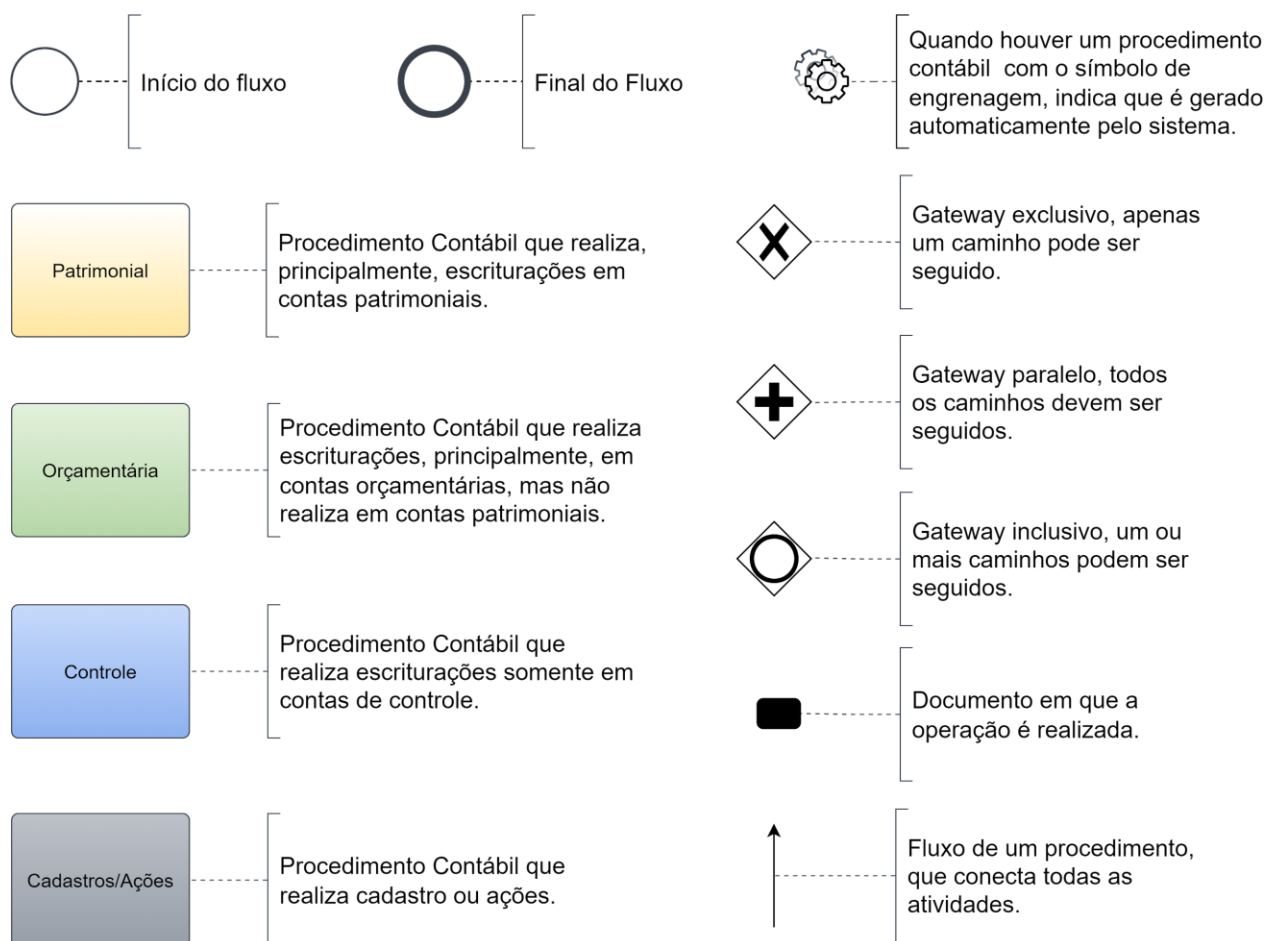 Início do fluxo
Final do Fluxo
Quando houver um procedimento
contábil com o símbolo de
engrenagem, indica que é gerado
automaticamente pelo sistema.
Patrimonial
Procedimento Contábil que realiza,
principalmente, escriturações em
contas patrimoniais.
Gateway exclusivo, apenas
um caminho pode ser
seguido.
Orçamentária
Procedimento Contábil que realiza
escriturações, principalmente, em
contas orçamentárias, mas não
realiza em contas patrimoniais.
Gateway paralelo, todos
os caminhos devem ser
seguidos.
Gateway inclusivo, um ou
mais caminhos podem ser
seguidos.
Controle
Procedimento Contábil que
realiza escriturações somente em
contas de controle.
Documento em que a
operação é realizada.
Cadastros/Ações
Procedimento Contábil que
realiza cadastro ou ações.
Fluxo de um procedimento,
que conecta todas as
atividades.